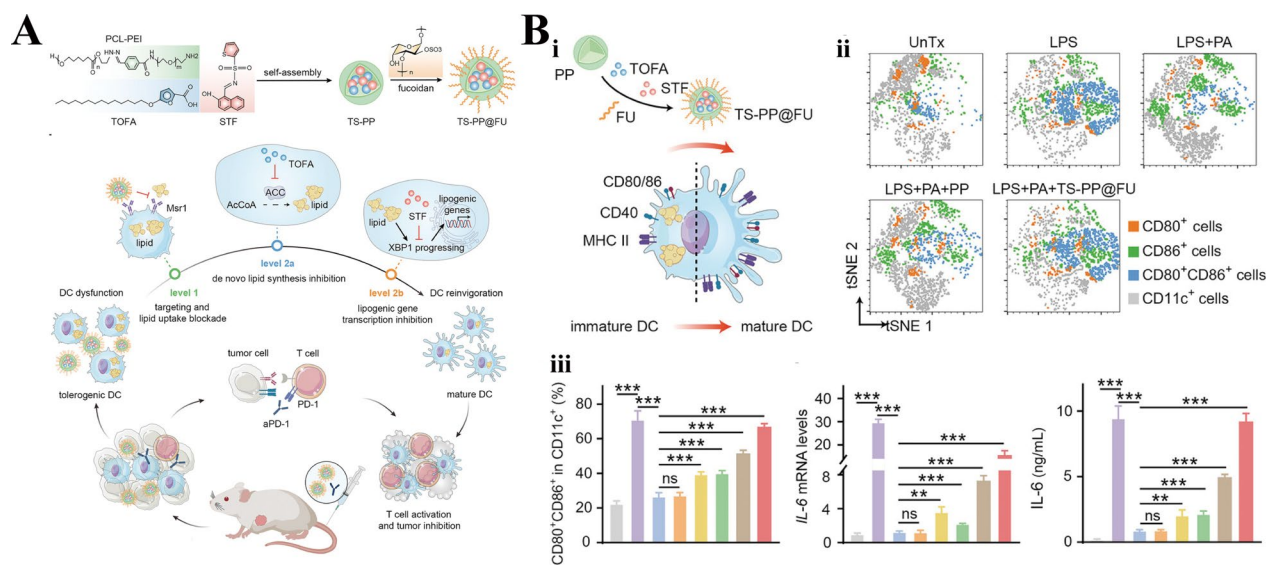 A
PCL-PEI
TOFA
STF
self-assembly
fucoidan
TS-PP
TS-PP@FU
TOFA
ACC
AcCoA
lipid
Msr1
lipid
lipid
STF
lipogenic
genes
XBP1 progressing
level 1
targeting and
lipid uptake blockade
level 2a
de novo lipid synthesis inhibition
level 2b
lipogenic gene
transcription inhibition
DC dysfunction
tolerogenic DC
DC reinvigoration
mature DC
tumor cell
T cell
PD-1
aPD-1
T cell activation
and tumor inhibition
B
i
PP
TOFA
STF
FU
TS-PP@FU
CD80/86
CD40
MHC II
immature DC
mature DC
ii
UnTx
LPS
LPS+PA
LPS+PA+PP
LPS+PA+TS-PP@FU
tSNE 2
tSNE 1
CD80+ cells
CD86+ cells
CD80+CD86+ cells
CD11c+ cells
iii
CD80+CD86+ in CD11c+ (%)
80
60
40
20
0
***
***
***
***
***
***
ns
IL-6 mRNA levels
40
30
20
10
8
4
0
***
***
***
***
***
**
ns
IL-6 (ng/mL)
10
5
0
***
***
***
***
***
**
ns